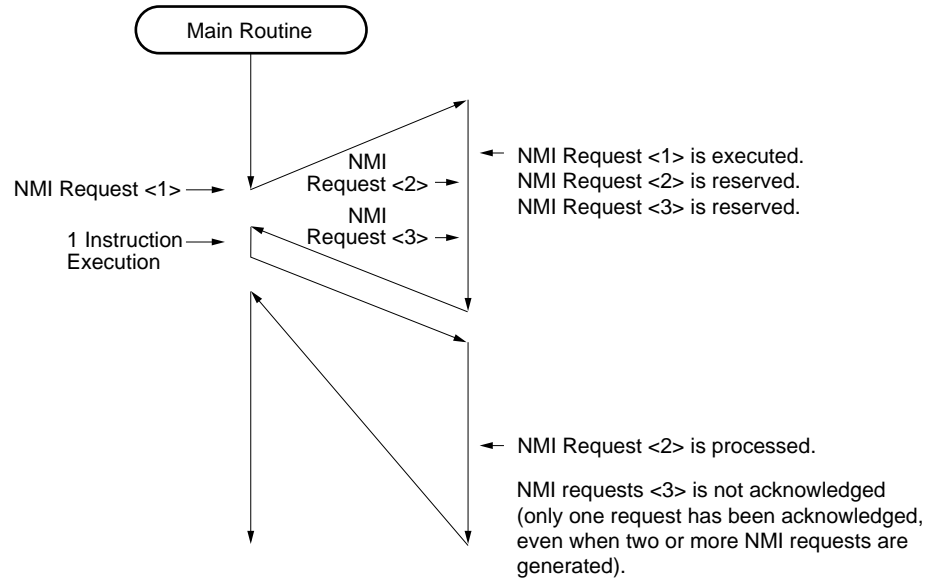 Main Routine
NMI Request <1>
1 Instruction
Execution
NMI
Request <2>
NMI
Request <3>
NMI Request <1> is executed.
NMI Request <2> is reserved.
NMI Request <3> is reserved.
NMI Request <2> is processed.
NMI requests <3> is not acknowledged
(only one request has been acknowledged,
even when two or more NMI requests are
generated).